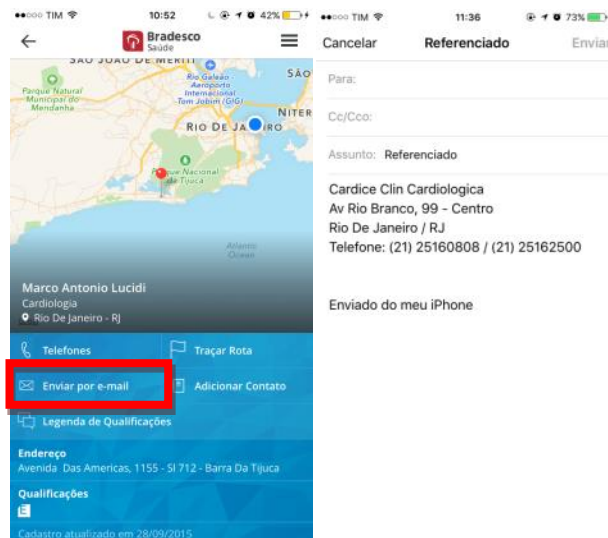 TIM 10:52 42%
Bradesco
Saúde
SÃO JOÃO DE MERITI
Parque Natural
Municipal do
Mendanha
Rio Galeão -
Aeroporto
Internacional
Tom Jobim (GIG)
SÃO
NITER
RIO DE JA IRO
que Nacional
da Tijuca
Atlantic
Ocean
Marco Antonio Lucidi
Cardiologia
Rio de Janeiro - RJ
Telefones
Traçar Rota
Enviar por e-mail
Adicionar Contato
Legenda de Qualificações
Endereço
Avenida Das Americas, 1155 - Sl 712 - Barra Da Tijuca
Qualificações
E
Cadastro atualizado em 28/09/2015
TIM 11:36 73%
Cancelar Referenciado Enviar
Para:
Cc/Cco:
Assunto: Referenciado
Cardice Clin Cardiologica
Av Rio Branco, 99 - Centro
Rio De Janeiro / RJ
Telefone: (21) 25160808 / (21) 25162500
Enviado do meu iPhone